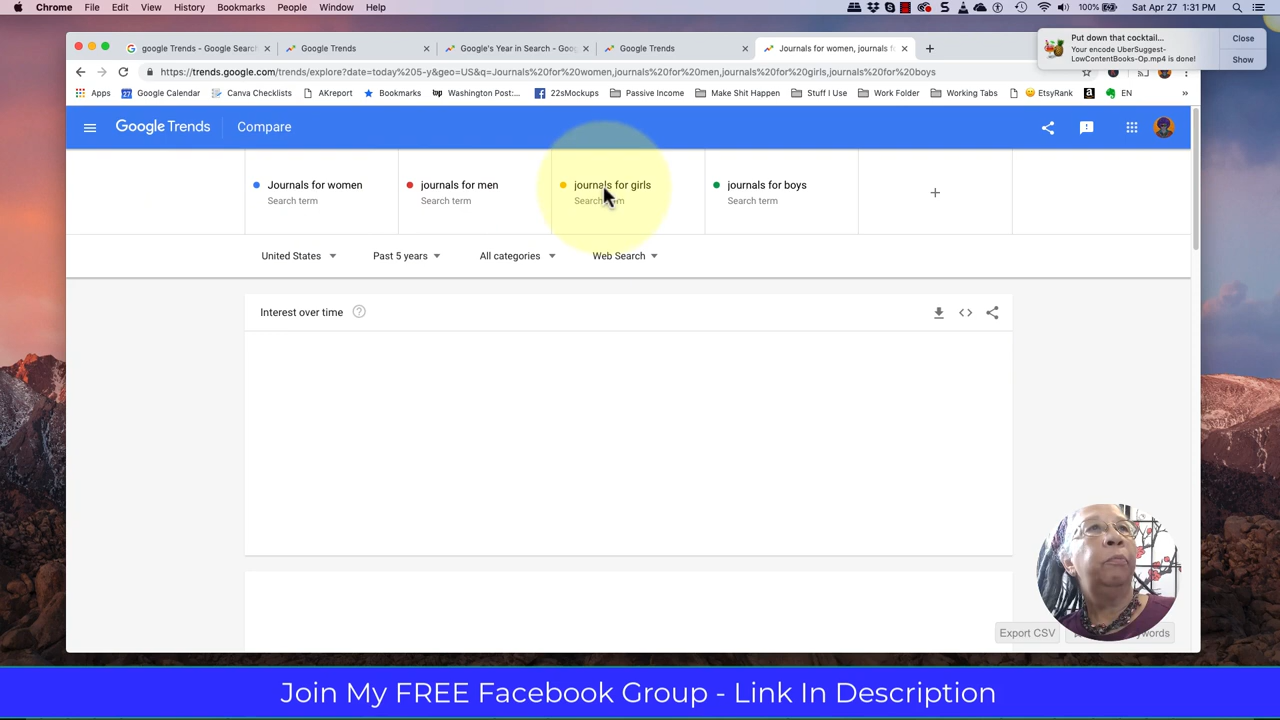 Chrome File Edit View History Bookmarks People Window Help
100% Sat Apr 27 1:31 PM
google Trends - Google Searc
Google Trends
Google's Year in Search - Goog
Google Trends
Journals for women, journals f
Put down that cocktail...
Your encode UberSuggest-
LowContentBooks-Op.mp4 is done!
Close
Show
https://trends.google.com/trends/explore?date=today%205-y&geo=US&q=Journals%20for%20women,journals%20for%20men,journals%20for%20girls,journals%20for%20boys
Apps Google Calendar Canva Checklists AKreport Bookmarks Washington Post:... 22sMockups Passive Income Make Shit Happen Stuff I Use Work Folder Working Tabs EtsyRank EN »
Google Trends Compare
Journals for women
Search term
journals for men
Search term
journals for girls
Search term
journals for boys
Search term
United States Past 5 years All categories Web Search
Interest over time
Export CSV
Join My FREE Facebook Group - Link In Description